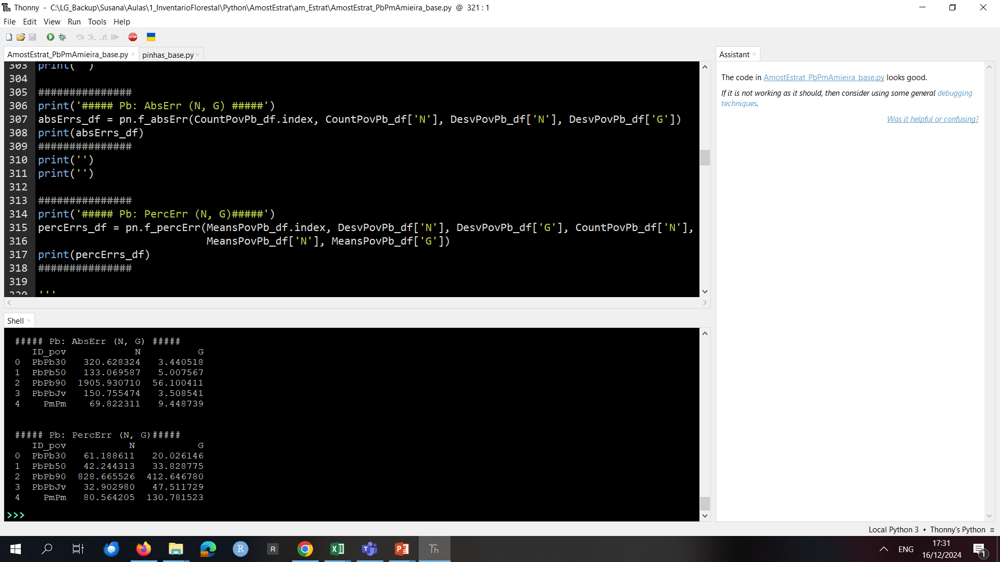 Thonny - C:\LG_Backup\Susana\Aulas\1_InventarioFlorestal\Python\AmostEstrat\am_Estrat\AmostEstrat_PbPmAmieira_base.py @ 321 : 1
File Edit View Run Tools Help
STOP
AmostEstrat_PbPmAmieira_base.py × pinhas_base.py ×
303 print('')
304
305 ###############
306 print('##### Pb: AbsErr (N, G) #####')
307 absErrs_df = pn.f_absErr(CountPovPb_df.index, CountPovPb_df['N'], DesvPovPb_df['N'], DesvPovPb_df['G'])
308 print(absErrs_df)
309 ###############
310 print('')
311 print('')
312
313 ###############
314 print('##### Pb: PercErr (N, G)#####')
315 percErrs_df = pn.f_percErr(MeansPovPb_df.index, DesvPovPb_df['N'], DesvPovPb_df['G'], CountPovPb_df['N'],
316 MeansPovPb_df['N'], MeansPovPb_df['G'])
317 print(percErrs_df)
318 ###############
319
320 '''
Shell ×
##### Pb: AbsErr (N, G) #####
ID_pov N G
0 PbPb30 320.628324 3.440518
1 PbPb50 133.069587 5.007567
2 PbPb90 1905.930710 56.100411
3 PbPbJv 150.755474 3.508541
4 PmPm 69.822311 9.448739
##### Pb: PercErr (N, G)#####
ID_pov N G
0 PbPb30 61.188611 20.026146
1 PbPb50 42.244313 33.828775
2 PbPb90 828.665526 412.646780
3 PbPbJv 32.902980 47.511729
4 PmPm 80.564205 130.781523
>>>
Assistant ×
The code in AmostEstrat_PbPmAmieira_base.py looks good.
If it is not working as it should, then consider using some general debugging
techniques.
Was it helpful or confusing?
Local Python 3 • Thonny's Python ≡
R
R
Th
ENG
17:31
16/12/2024
1